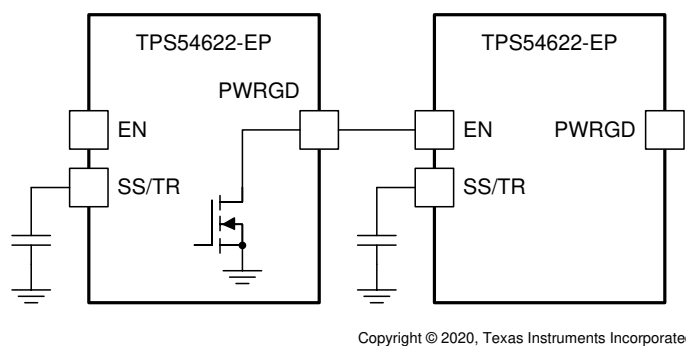 TPS54622-EP
PWRGD
EN
SS/TR
TPS54622-EP
EN
PWRGD
SS/TR
Copyright © 2020, Texas Instruments Incorporate